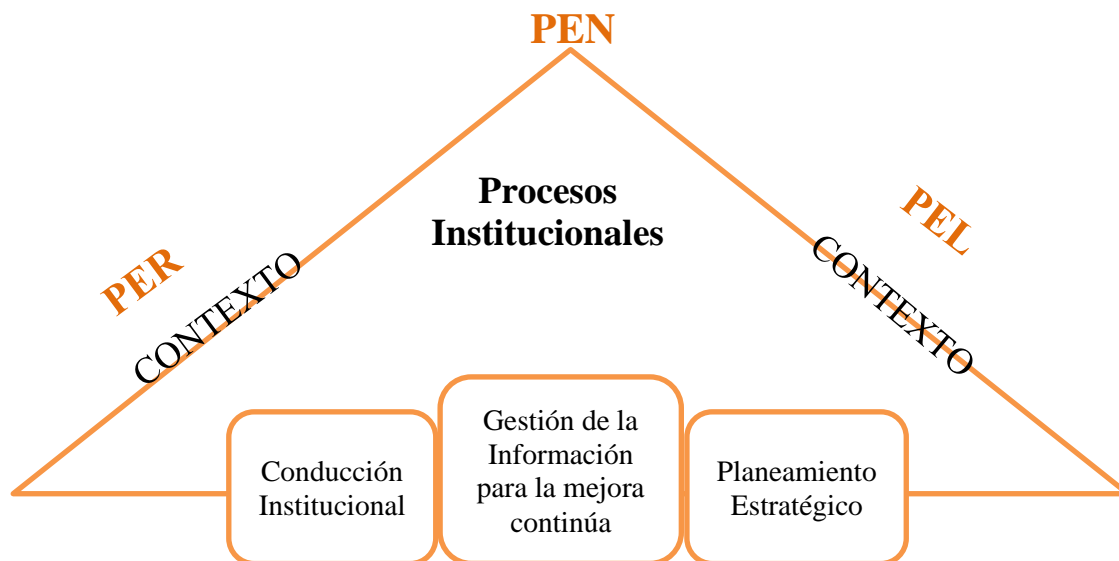 PEN
Procesos
Institucionales
PER
CONTEXTO
PEL
CONTEXTO
Conducción
Institucional
Gestión de la
Información
para la mejora
continúa
Planeamiento
Estratégico